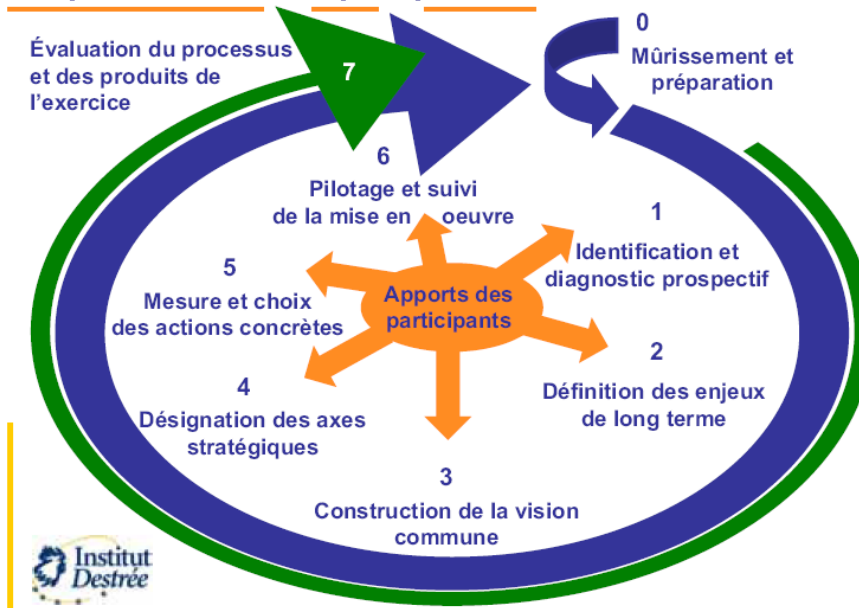 0
Mûrissement et
préparation
1
Identification et
diagnostic prospectif
2
Définition des enjeux
de long terme
3
Construction de la vision
commune
4
Désignation des axes
stratégiques
5
Mesure et choix
des actions concrètes
6
Pilotage et suivi
de la mise en oeuvre
7
Évaluation du processus
et des produits de
l'exercice
Apports des
participants
Institut
Destrée